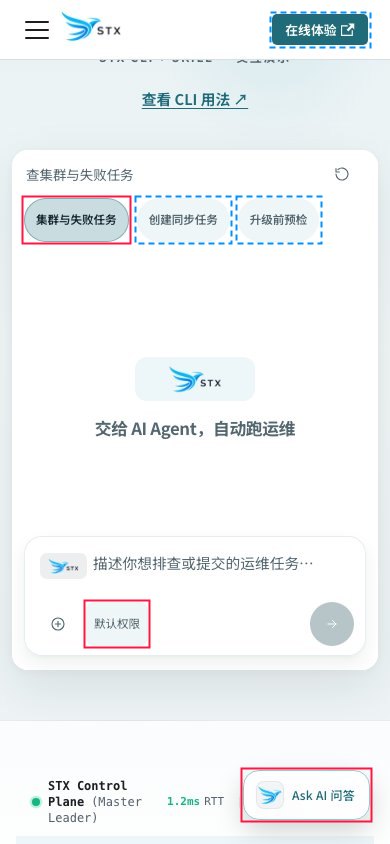 STX
在线体验
查看 CLI 用法 ↗
查集群与失败任务
集群与失败任务
创建同步任务
升级前预检
STX
交给 AI Agent，自动跑运维
STX
描述你想排查或提交的运维任务…
默认权限
STX Control
Plane (Master
Leader)
1.2ms RTT
Ask AI 问答